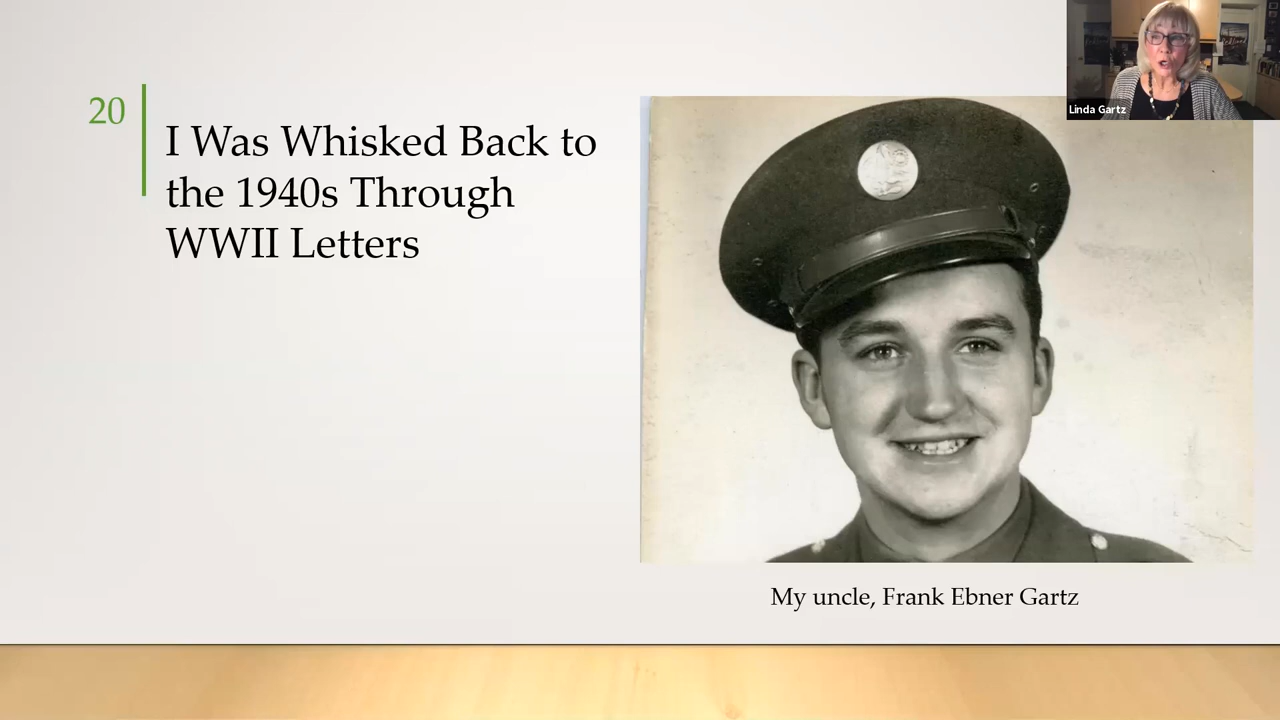 20
I Was Whisked Back to
the 1940s Through
WWII Letters
Linda Gartz
My uncle, Frank Ebner Gartz